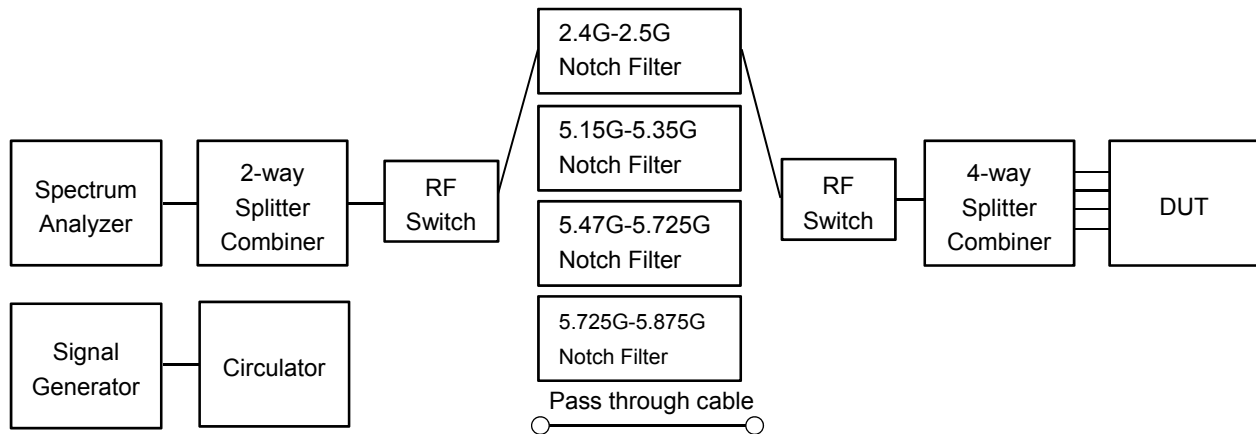 2.4G-2.5G
Notch Filter
5.15G-5.35G
Notch Filter
Spectrum
Analyzer
2-way
Splitter
Combiner
RF
Switch
RF
Switch
4-way
Splitter
Combiner
DUT
5.47G-5.725G
Notch Filter
5.725G-5.875G
Notch Filter
Signal
Generator
Circulator
Pass through cable